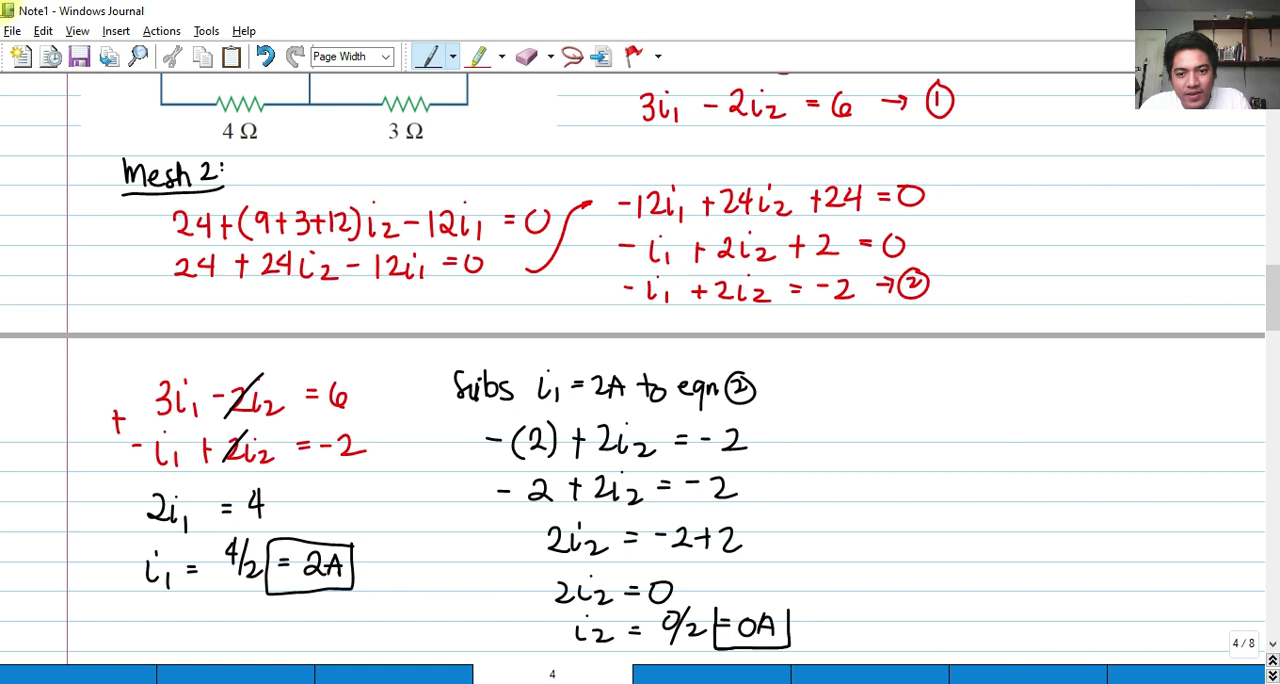 Note1 - Windows Journal
File Edit View Insert Actions Tools Help
Page Width
4 Ω 3 Ω
3i₁ - 2i₂ = 6 → ①
Mesh 2:
24+(9+3+12)i₂ - 12i₁ = 0
24 + 24i₂ - 12i₁ = 0
-12i₁ + 24i₂ + 24 = 0
- i₁ + 2i₂ + 2 = 0
- i₁ + 2i₂ = -2 → ②
3i₁ - 2i₂ = 6
+
- i₁ + 2i₂ = -2
2i₁ = 4
i₁ = 4/2 = 2A
Subs i₁ = 2A to eqn ②
-(2) + 2i₂ = -2
- 2 + 2i₂ = -2
2i₂ = -2+2
2i₂ = 0
i₂ = 0/2 = 0A
4 / 8
4